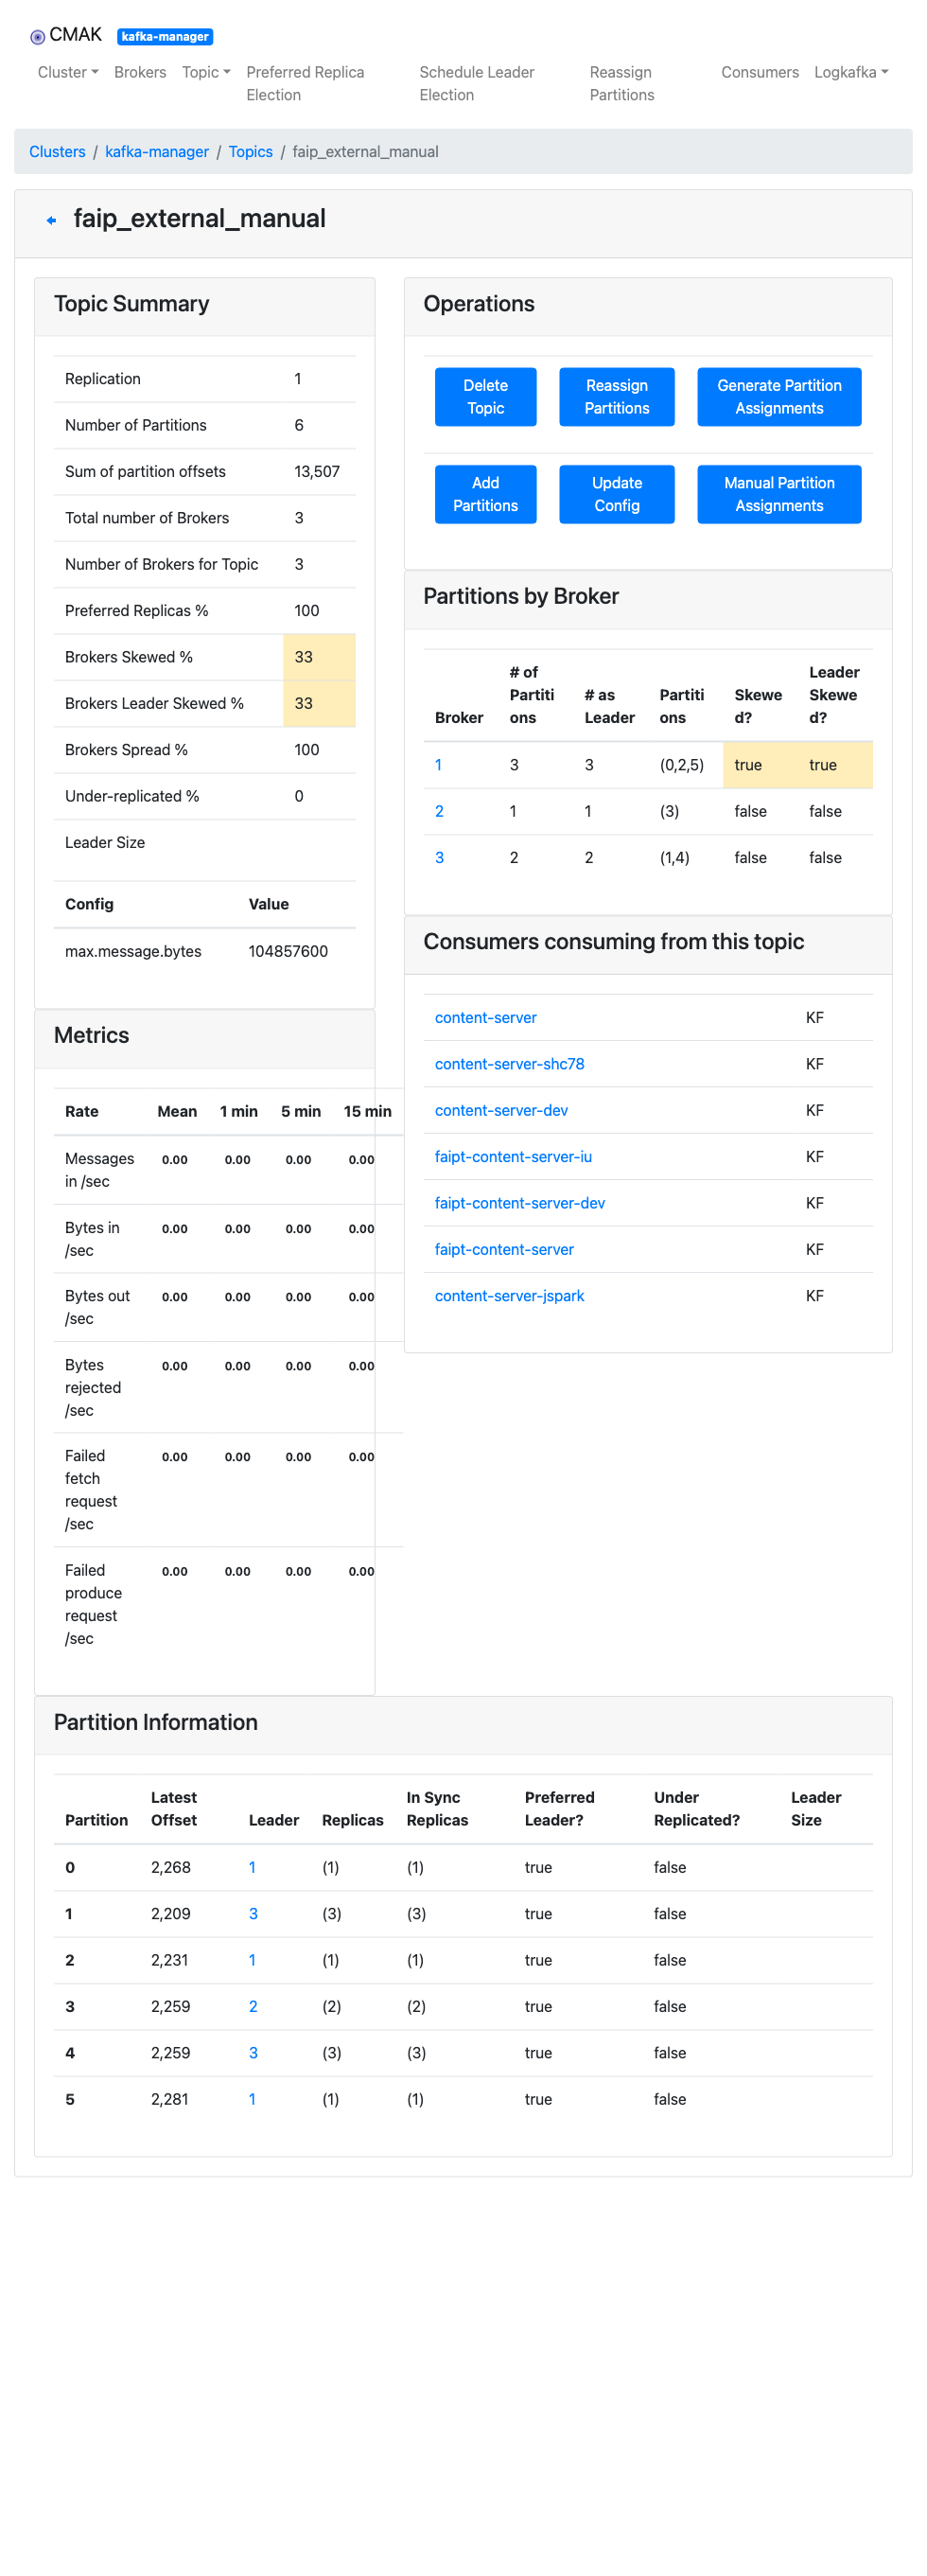 CMAK kafka-manager
Cluster Brokers Topic Preferred Replica Election Schedule Leader Election Reassign Partitions Consumers Logkafka
Clusters / kafka-manager / Topics / faip_external_manual
faip_external_manual
Topic Summary
Replication 1
Number of Partitions 6
Sum of partition offsets 13,507
Total number of Brokers 3
Number of Brokers for Topic 3
Preferred Replicas % 100
Brokers Skewed % 33
Brokers Leader Skewed % 33
Brokers Spread % 100
Under-replicated % 0
Leader Size
Config Value
max.message.bytes 104857600
Metrics
Rate Mean 1 min 5 min 15 min
Messages in /sec 0.00 0.00 0.00 0.00
Bytes in /sec 0.00 0.00 0.00 0.00
Bytes out /sec 0.00 0.00 0.00 0.00
Bytes rejected /sec 0.00 0.00 0.00 0.00
Failed fetch request /sec 0.00 0.00 0.00 0.00
Failed produce request /sec 0.00 0.00 0.00 0.00
Operations
Delete Topic Reassign Partitions Generate Partition Assignments
Add Partitions Update Config Manual Partition Assignments
Partitions by Broker
Broker # of Partitions # as Leader Partitions Skewed? Leader Skewed?
1 3 3 (0,2,5) true true
2 1 1 (3) false false
3 2 2 (1,4) false false
Consumers consuming from this topic
content-server KF
content-server-shc78 KF
content-server-dev KF
faipt-content-server-iu KF
faipt-content-server-dev KF
faipt-content-server KF
content-server-jspark KF
Partition Information
Partition Latest Offset Leader Replicas In Sync Replicas Preferred Leader? Under Replicated? Leader Size
0 2,268 1 (1) (1) true false
1 2,209 3 (3) (3) true false
2 2,231 1 (1) (1) true false
3 2,259 2 (2) (2) true false
4 2,259 3 (3) (3) true false
5 2,281 1 (1) (1) true false